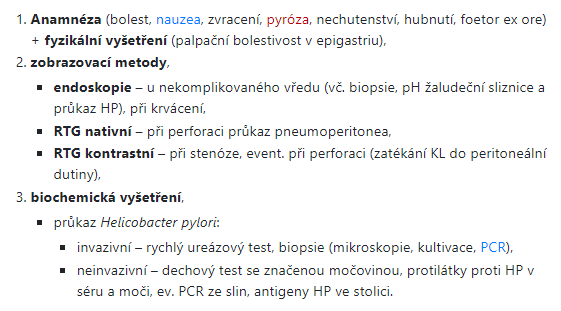 1. Anamnéza (bolest, nauzea, zvracení, pyróza, nechutenství, hubnutí, foetor ex ore)
+ fyzikální vyšetření (palpační bolestivost v epigastriu),
2. zobrazovací metody,
▪ endoskopie – u nekomplikovaného vředu (vč. biopsie, pH žaludeční sliznice a
průkaz HP), při krvácení,
▪ RTG nativní – při perforaci průkaz pneumoperitonea,
▪ RTG kontrastní – při stenóze, event. při perforaci (zatékání KL do peritoneální
dutiny),
3. biochemická vyšetření,
▪ průkaz Helicobacter pylori:
▪ invazivní – rychlý ureázový test, biopsie (mikroskopie, kultivace, PCR),
▪ neinvazivní – dechový test se značenou močovinou, protilátky proti HP v
séru a moči, ev. PCR ze slin, antigeny HP ve stolici.